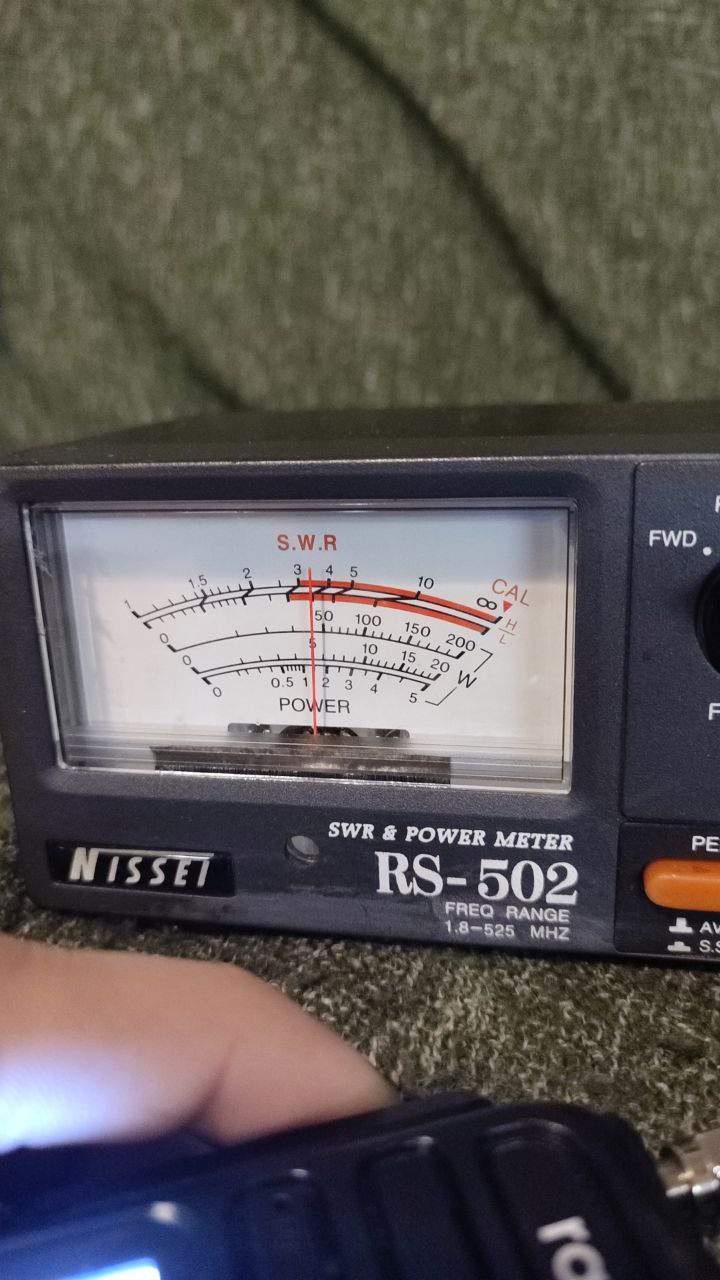 S.W.R
1 1.5 2 3 4 5 10 ∞ CAL
H
L
0 50 100 150 200
0 5 10 15 20
W
0 0.5 1 2 3 4 5
POWER
FWD
SWR & POWER METER
NISSEI
RS-502
FREQ RANGE
1.8-525 MHZ